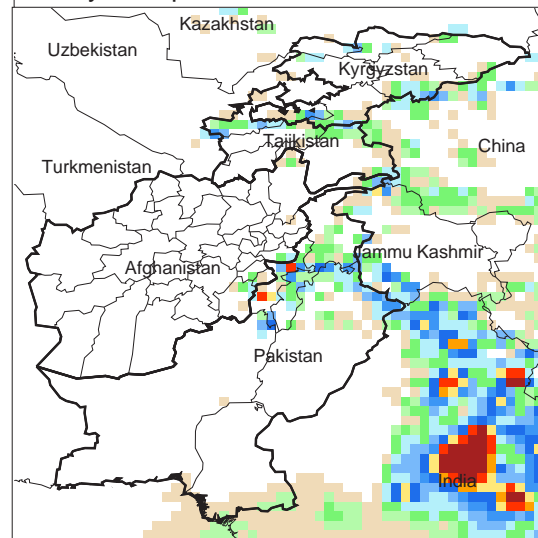 Kazakhstan
Uzbekistan
Kyrgyzstan
Tajikistan
China
Turkmenistan
Jammu Kashmir
Afghanistan
Pakistan
India